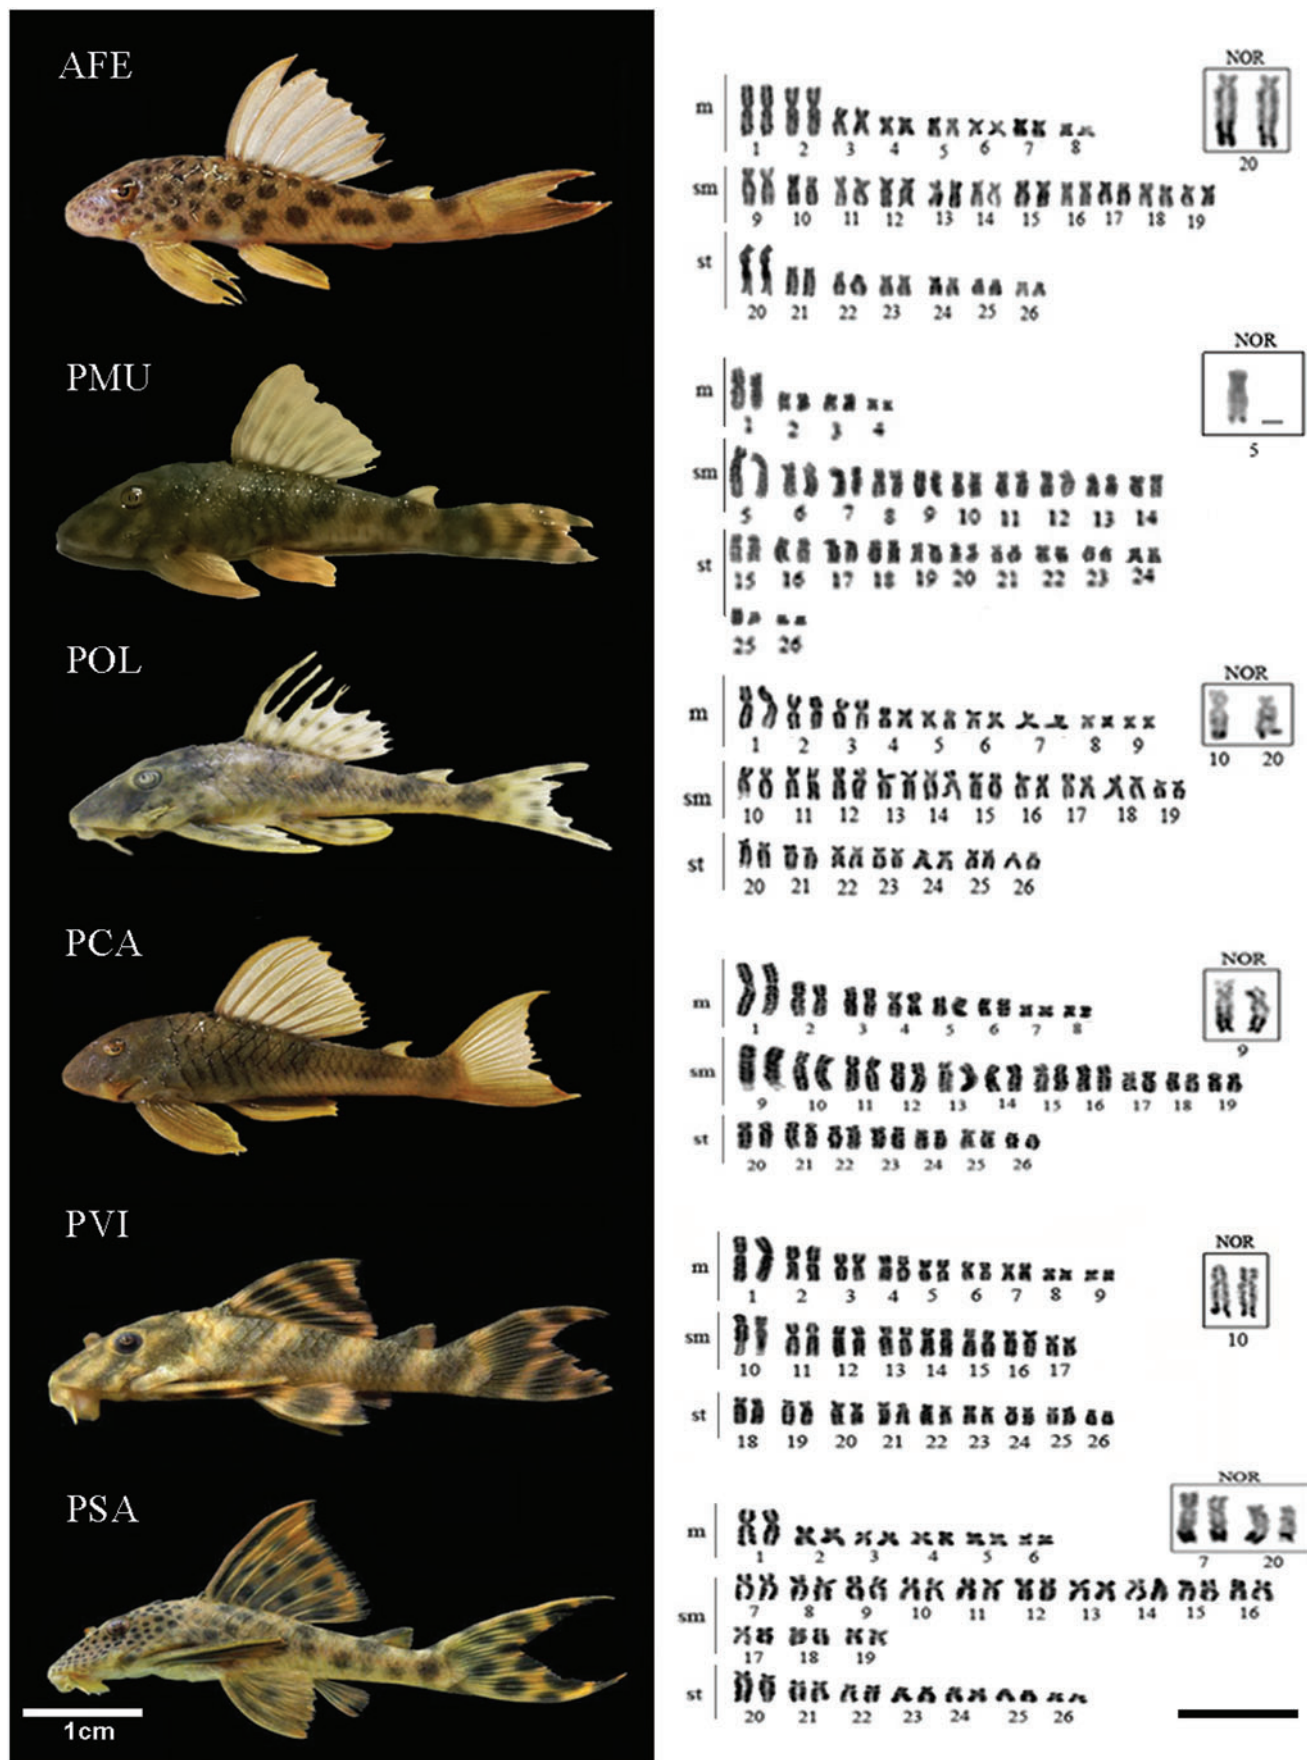 AFE
NOR
m
1 2 3 4 5 6 7 8
20
sm
9 10 11 12 13 14 15 16 17 18 19
st
20 21 22 23 24 25 26
PMU
NOR
m
1 2 3 4
5
sm
5 6 7 8 9 10 11 12 13 14
st
15 16 17 18 19 20 21 22 23 24
25 26
POL
NOR
m
1 2 3 4 5 6 7 8 9
10 20
sm
10 11 12 13 14 15 16 17 18 19
st
20 21 22 23 24 25 26
PCA
NOR
m
1 2 3 4 5 6 7 8
9
sm
9 10 11 12 13 14 15 16 17 18 19
st
20 21 22 23 24 25 26
PVI
NOR
m
1 2 3 4 5 6 7 8 9
10
sm
10 11 12 13 14 15 16 17
st
18 19 20 21 22 23 24 25 26
PSA
NOR
m
1 2 3 4 5 6
7 20
sm
7 8 9 10 11 12 13 14 15 16
17 18 19
st
20 21 22 23 24 25 26
1cm